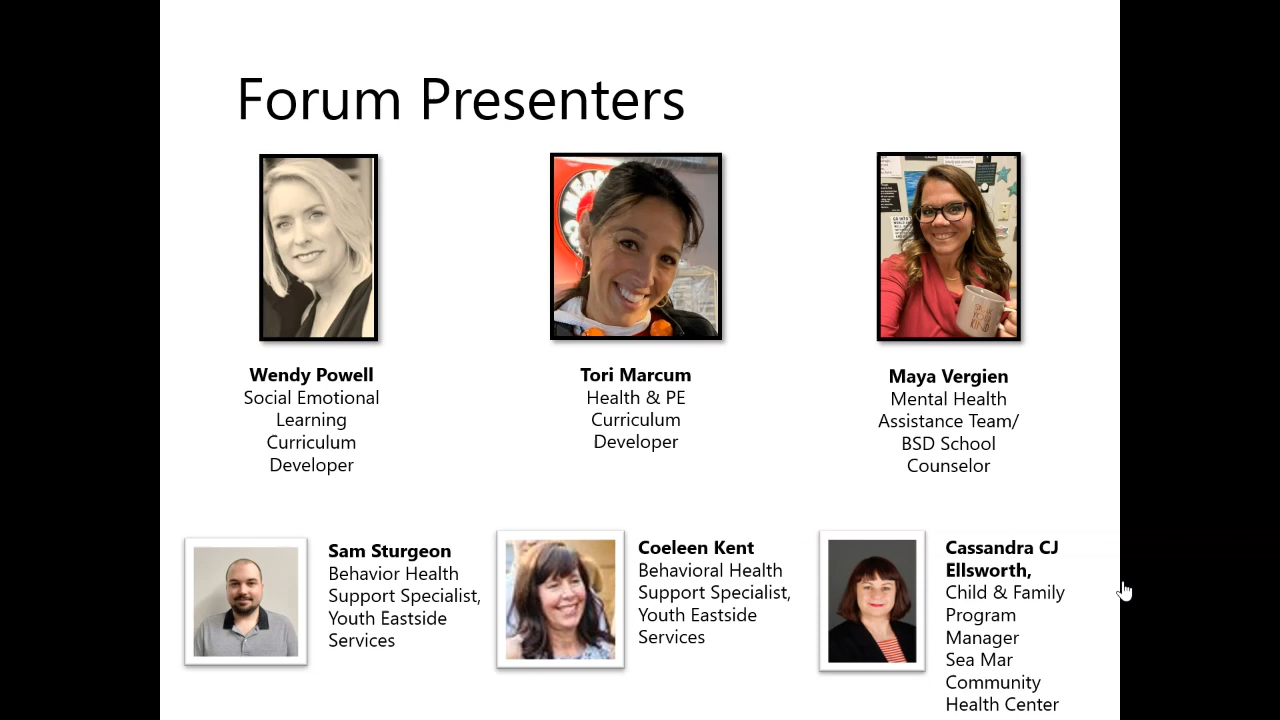 Forum Presenters
Wendy Powell
Social Emotional
Learning
Curriculum
Developer
Tori Marcum
Health & PE
Curriculum
Developer
Maya Vergien
Mental Health
Assistance Team/
BSD School
Counselor
Sam Sturgeon
Behavior Health
Support Specialist,
Youth Eastside
Services
Coeleen Kent
Behavioral Health
Support Specialist,
Youth Eastside
Services
Cassandra CJ
Ellsworth,
Child & Family
Program
Manager
Sea Mar
Community
Health Center